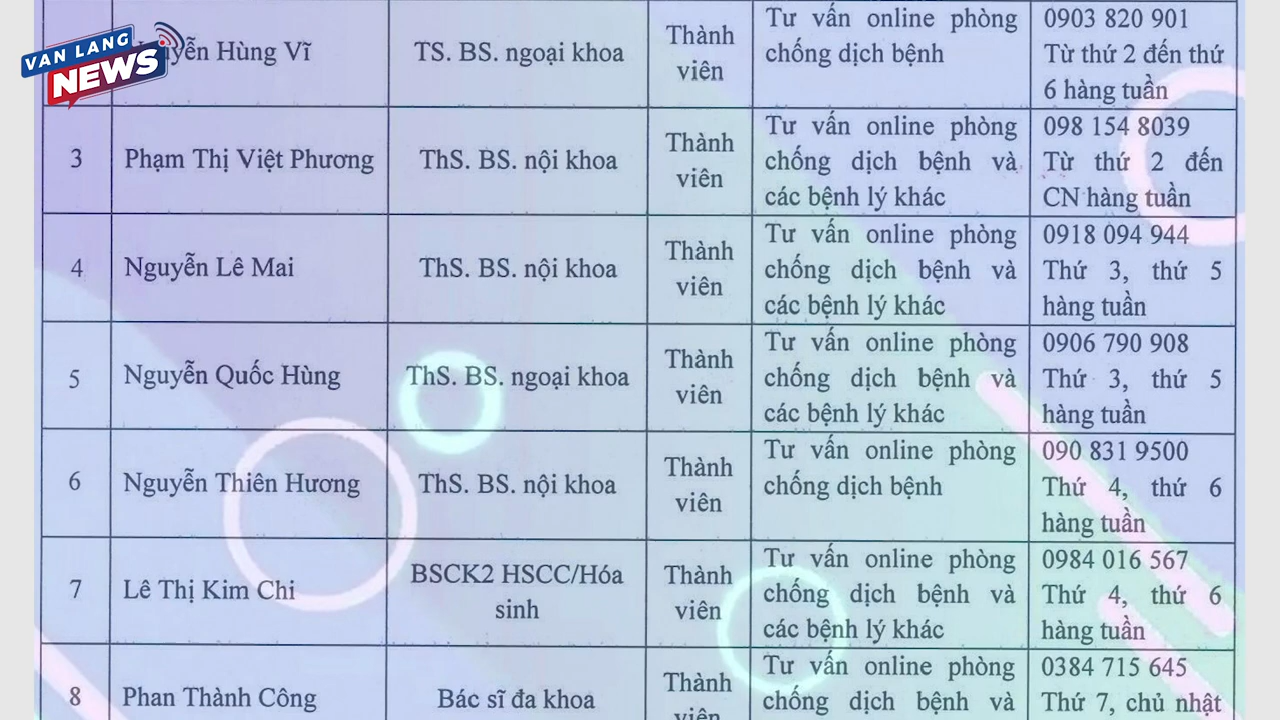 VAN LANG
NEWS
Hùng Vĩ
TS. BS. ngoại khoa
Thành
viên
Tư vấn online phòng
chống dịch bệnh
0903 820 901
Từ thứ 2 đến thứ
6 hàng tuần
3
Phạm Thị Việt Phương
ThS. BS. nội khoa
Thành
viên
Tư vấn online phòng
chống dịch bệnh và
các bệnh lý khác
098 154 8039
Từ thứ 2 đến
CN hàng tuần
4
Nguyễn Lê Mai
ThS. BS. nội khoa
Thành
viên
Tư vấn online phòng
chống dịch bệnh và
các bệnh lý khác
0918 094 944
Thứ 3, thứ 5
hàng tuần
5
Nguyễn Quốc Hùng
ThS. BS. ngoại khoa
Thành
viên
Tư vấn online phòng
chống dịch bệnh và
các bệnh lý khác
0906 790 908
Thứ 3, thứ 5
hàng tuần
6
Nguyễn Thiên Hương
ThS. BS. nội khoa
Thành
viên
Tư vấn online phòng
chống dịch bệnh
090 831 9500
Thứ 4, thứ 6
hàng tuần
7
Lê Thị Kim Chi
BSCK2 HSCC/Hóa
sinh
Thành
viên
Tư vấn online phòng
chống dịch bệnh và
các bệnh lý khác
0984 016 567
Thứ 4, thứ 6
hàng tuần
8
Phan Thành Công
Bác sĩ đa khoa
Thành
viên
Tư vấn online phòng
chống dịch bệnh và
0384 715 645
Thứ 7, chủ nhật